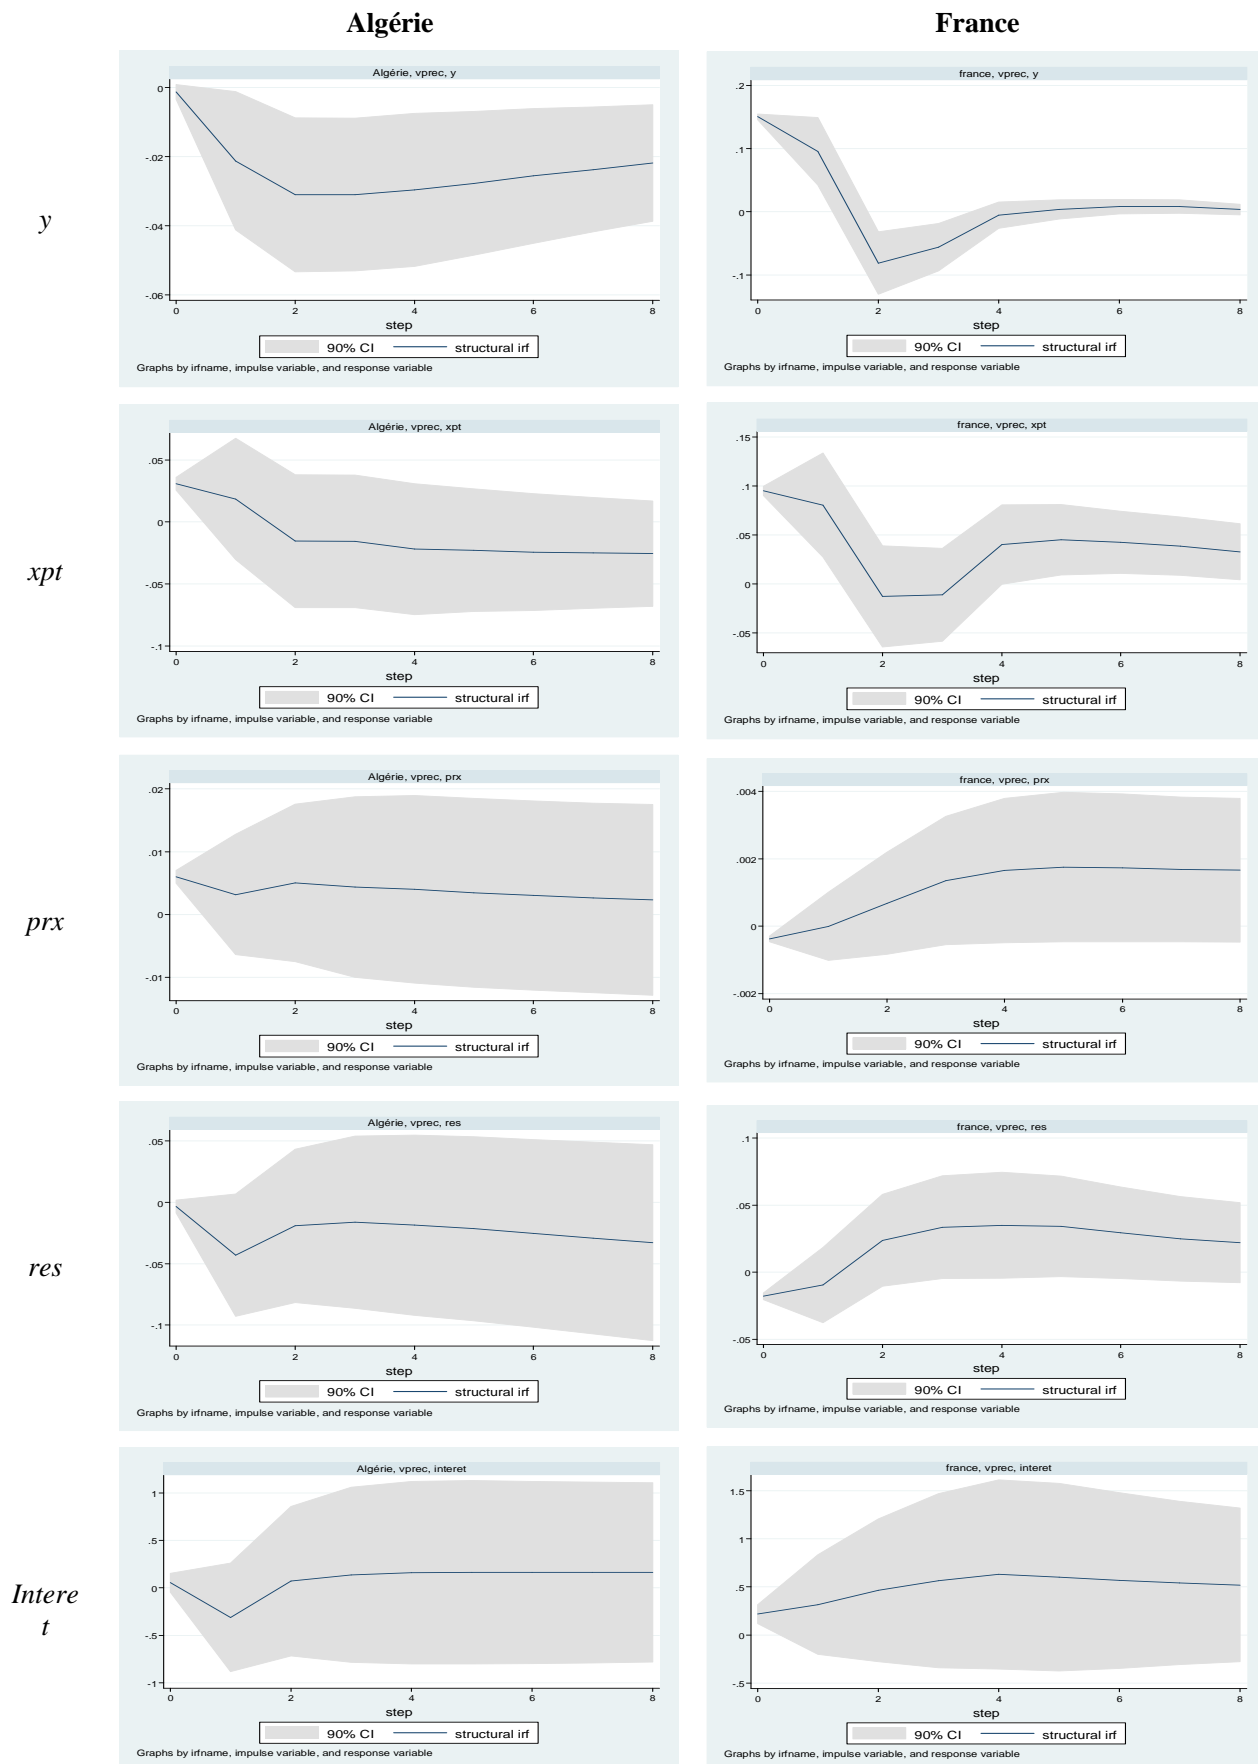 Algérie
France
y
Algérie, vprec, y
0
-.02
-.04
-.06
0 2 4 6 8
step
90% CI structural irf
Graphs by irfname, impulse variable, and response variable
france, vprec, y
.2
.1
0
-.1
0 2 4 6 8
step
90% CI structural irf
Graphs by irfname, impulse variable, and response variable
xpt
Algérie, vprec, xpt
.05
0
-.05
-.1
0 2 4 6 8
step
90% CI structural irf
Graphs by irfname, impulse variable, and response variable
france, vprec, xpt
.15
.1
.05
0
-.05
0 2 4 6 8
step
90% CI structural irf
Graphs by irfname, impulse variable, and response variable
prx
Algérie, vprec, prx
.02
.01
0
-.01
0 2 4 6 8
step
90% CI structural irf
Graphs by irfname, impulse variable, and response variable
france, vprec, prx
.004
.002
0
-.002
0 2 4 6 8
step
90% CI structural irf
Graphs by irfname, impulse variable, and response variable
res
Algérie, vprec, res
.05
0
-.05
-.1
0 2 4 6 8
step
90% CI structural irf
Graphs by irfname, impulse variable, and response variable
france, vprec, res
.1
.05
0
-.05
0 2 4 6 8
step
90% CI structural irf
Graphs by irfname, impulse variable, and response variable
Intere
t
Algérie, vprec, interet
1
.5
0
-.5
-1
0 2 4 6 8
step
90% CI structural irf
Graphs by irfname, impulse variable, and response variable
france, vprec, interet
1.5
1
.5
0
-.5
0 2 4 6 8
step
90% CI structural irf
Graphs by irfname, impulse variable, and response variable